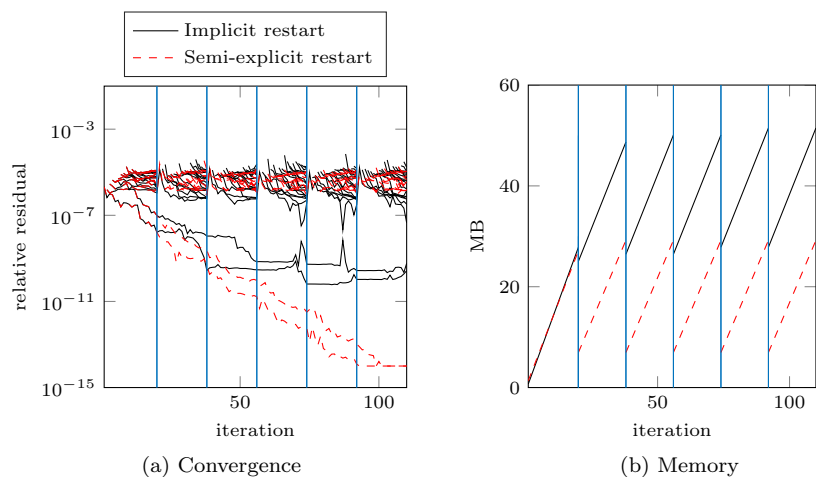 Implicit restart
Semi-explicit restart
10−3
10−7
10−11
10−15
50
100
relative residual
iteration
(a) Convergence
60
40
20
0
50
100
MB
iteration
(b) Memory